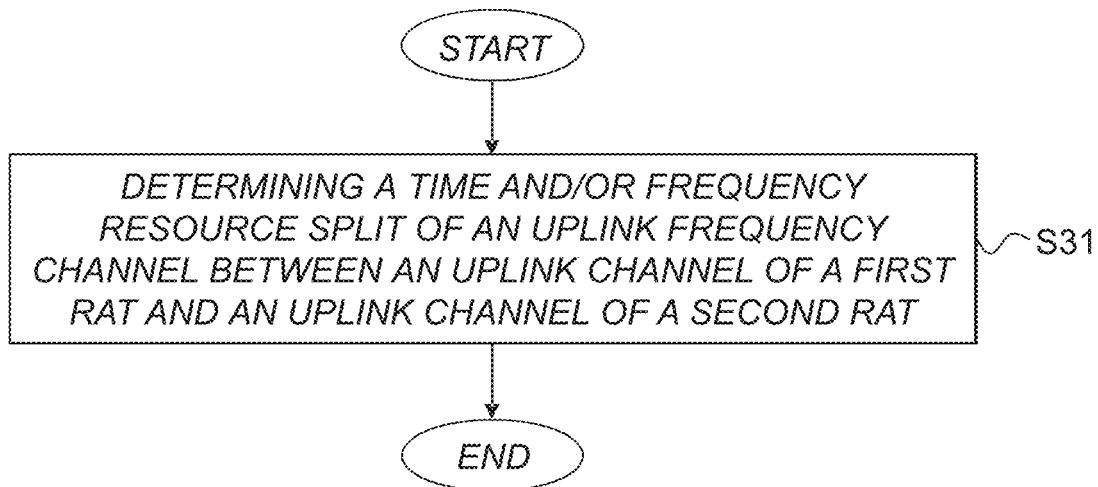 START
DETERMINING A TIME AND/OR FREQUENCY
RESOURCE SPLIT OF AN UPLINK FREQUENCY
CHANNEL BETWEEN AN UPLINK CHANNEL OF A FIRST
RAT AND AN UPLINK CHANNEL OF A SECOND RAT
S31
END